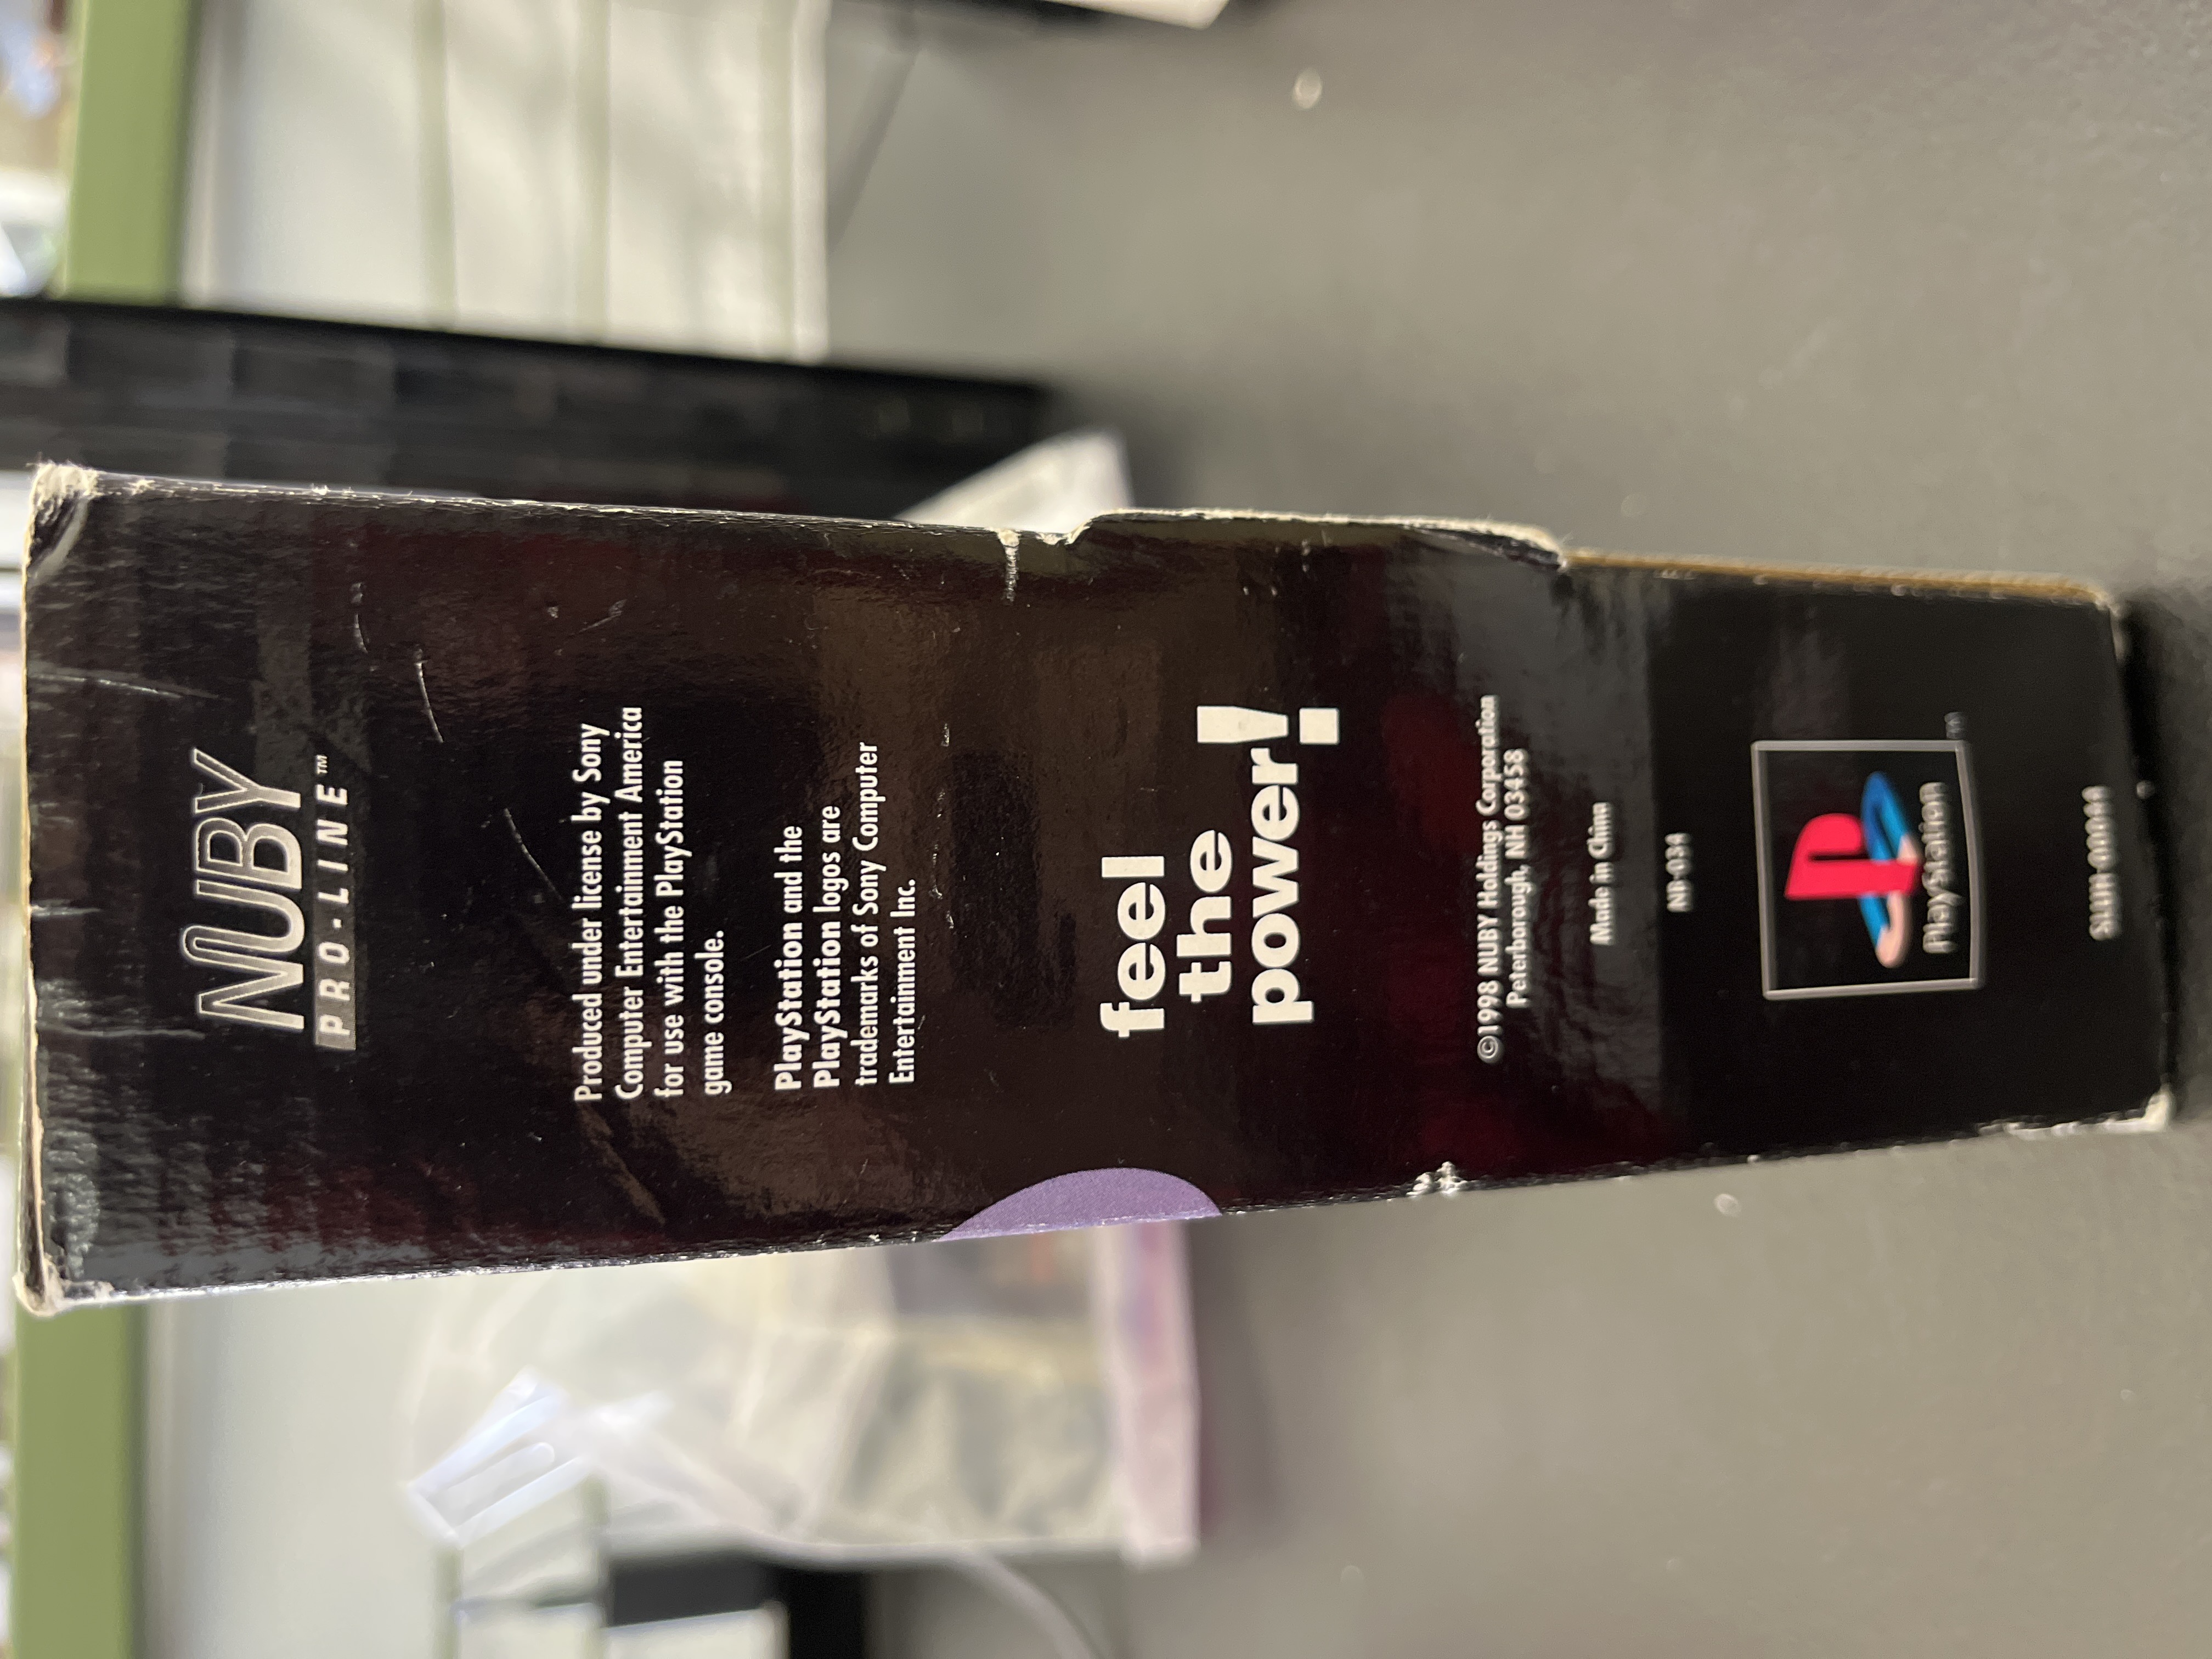 NUBY
PRO-LINE™
Produced under license by Sony
Computer Entertainment America
for use with the PlayStation
game console.
PlayStation and the
PlayStation logos are
trademarks of Sony Computer
Entertainment Inc.
feel
the
power!
©1998 NUBY Holdings Corporation
Peterborough, NH 03458
Made in China
NB-034
PlayStation
TM